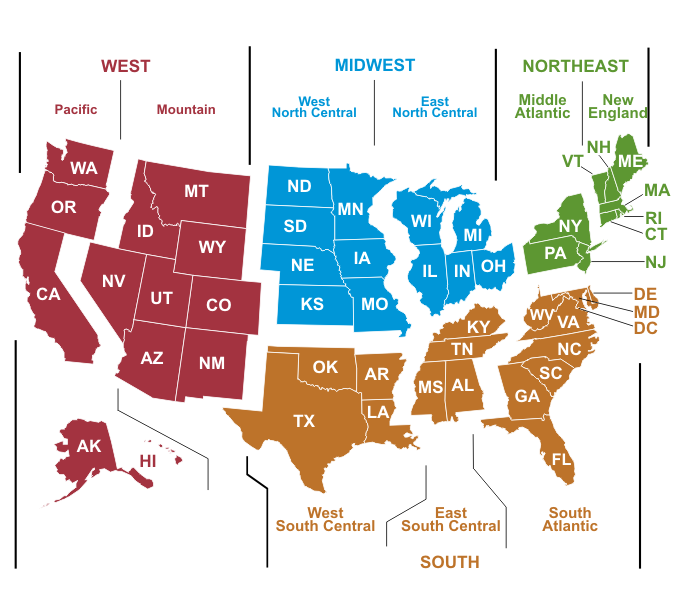 WEST
MIDWEST
NORTHEAST
Pacific
Mountain
West
North Central
East
North Central
Middle
Atlantic
New
England
WA
OR
CA
MT
ID
WY
NV
UT
CO
AZ
NM
AK
HI
ND
SD
NE
KS
MN
IA
MO
WI
MI
IL
IN
OH
NH
VT
ME
MA
RI
CT
NY
PA
NJ
DE
MD
DC
WV
VA
KY
TN
NC
SC
GA
FL
OK
AR
TX
LA
MS
AL
West
South Central
East
South Central
South
Atlantic
SOUTH